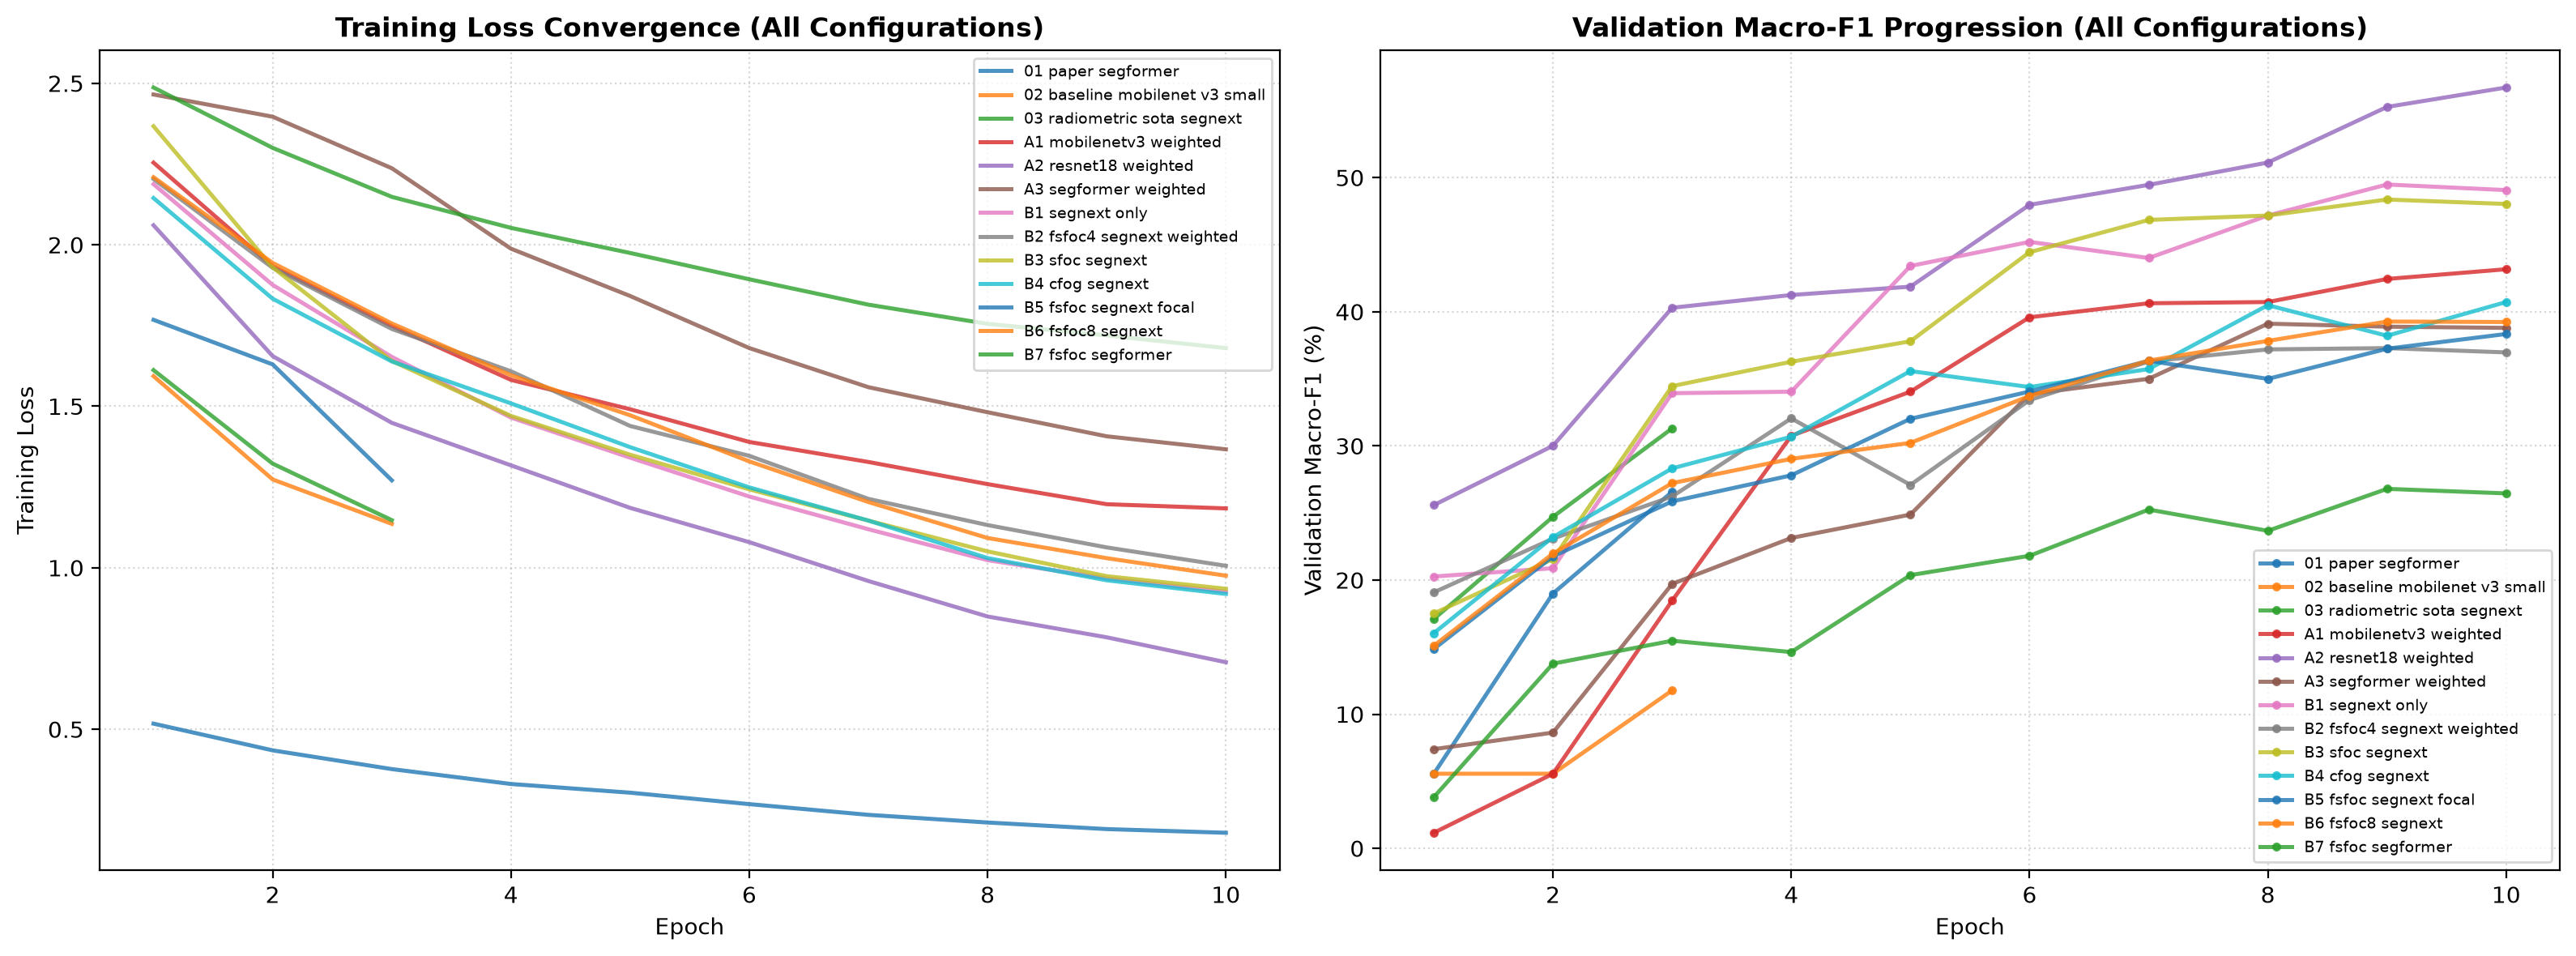 Training Loss Convergence (All Configurations)
2.5
2.0
1.5
1.0
0.5
Training Loss
2 4 6 8 10
Epoch
01 paper segformer
02 baseline mobilenet v3 small
03 radiometric sota segnext
A1 mobilenetv3 weighted
A2 resnet18 weighted
A3 segformer weighted
B1 segnext only
B2 fsfoc4 segnext weighted
B3 sfoc segnext
B4 cfog segnext
B5 fsfoc segnext focal
B6 fsfoc8 segnext
B7 fsfoc segformer
Validation Macro-F1 Progression (All Configurations)
50
40
30
20
10
0
Validation Macro-F1 (%)
2 4 6 8 10
Epoch
01 paper segformer
02 baseline mobilenet v3 small
03 radiometric sota segnext
A1 mobilenetv3 weighted
A2 resnet18 weighted
A3 segformer weighted
B1 segnext only
B2 fsfoc4 segnext weighted
B3 sfoc segnext
B4 cfog segnext
B5 fsfoc segnext focal
B6 fsfoc8 segnext
B7 fsfoc segformer